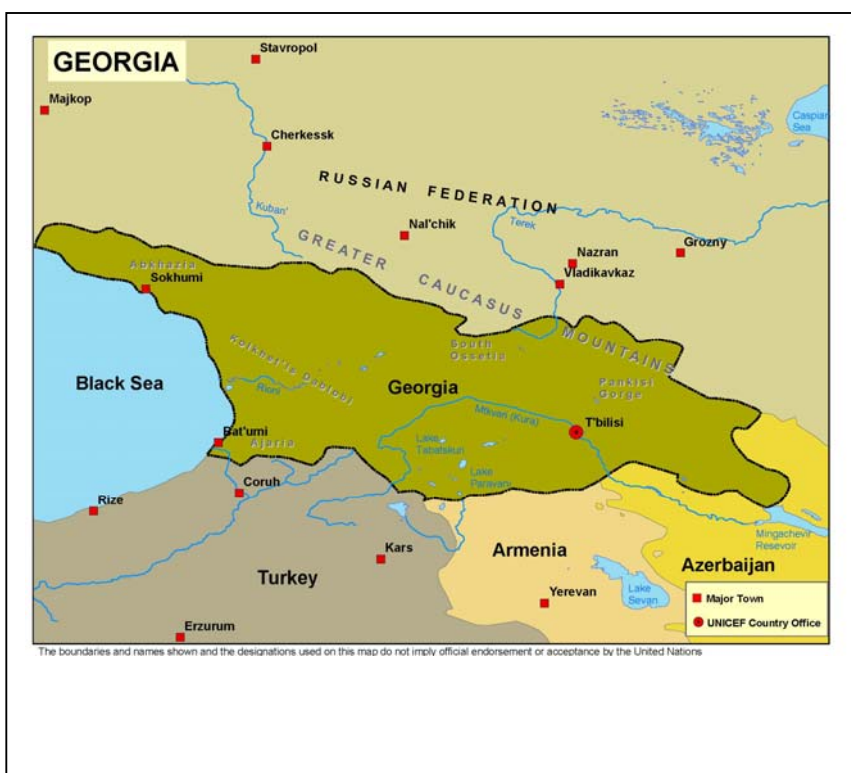 GEORGIA
Stavropol
Majkop
Cherkessk
Caspian
Sea
RUSSIAN FEDERATION
Kuban'
Nal'chik
Terek
Nazran
Grozny
Vladikavkaz
GREATER CAUCASUS MOUNTAINS
Abkhazia
Sokhumi
South
Ossetia
Kolkhet'is Dablobi
Black Sea
Rioni
Georgia
Pankisi
Gorge
Mtkvari (Kura)
T'bilisi
Bat'umi
Ajaria
Lake
Tabatskuri
Lake
Paravani
Coruh
Rize
Mingachevir
Resevoir
Armenia
Kars
Azerbaijan
Turkey
Lake
Sevan
Yerevan
Major Town
UNICEF Country Office
Erzurum
The boundaries and names shown and the designations used on this map do not imply official endorsement or acceptance by the United Nations